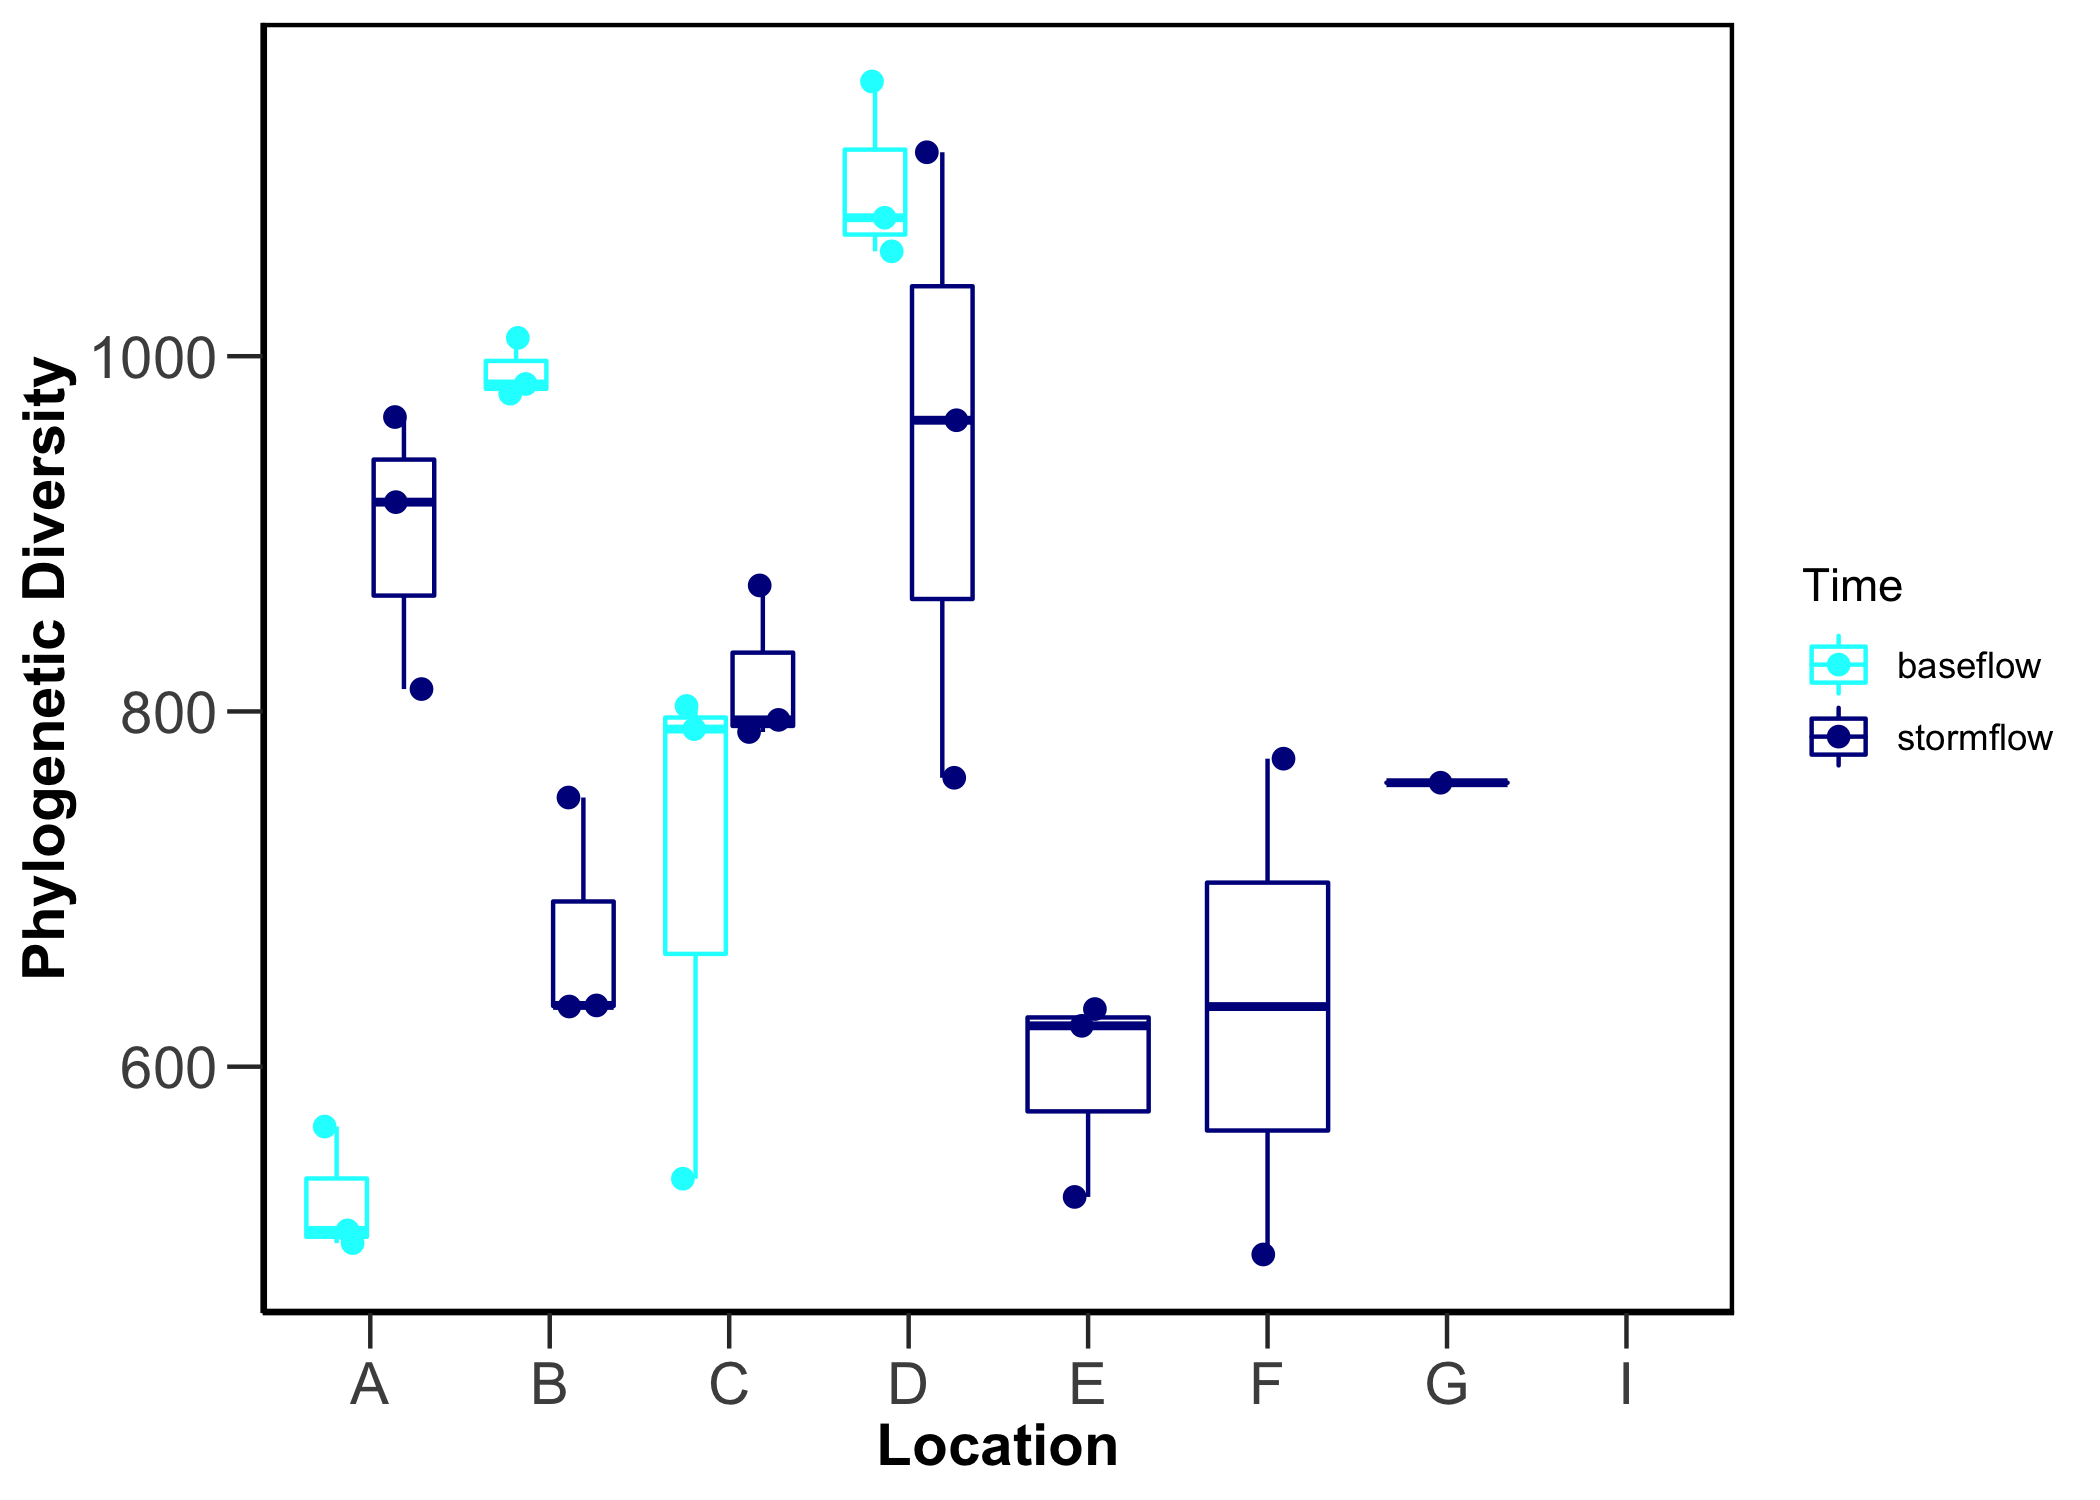 Phylogenetic Diversity
1000
800
600
A B C D E F G I
Location
Time
baseflow
stormflow